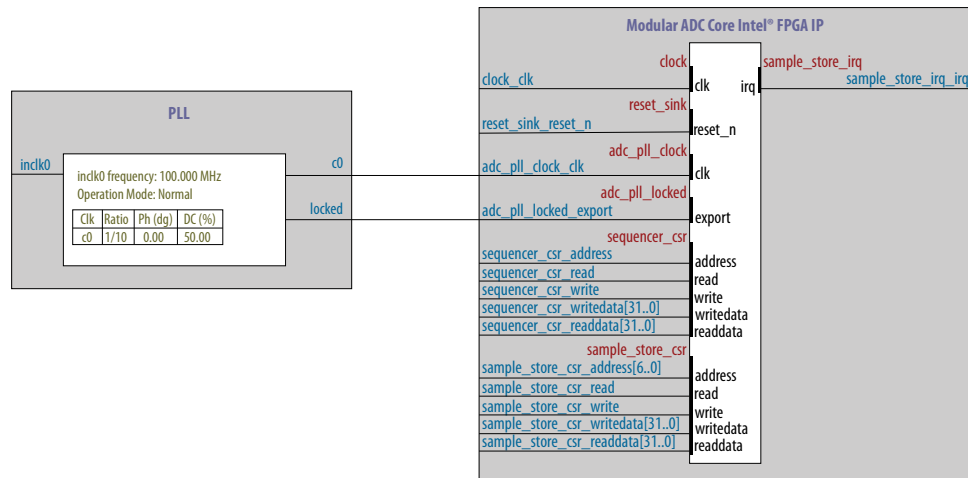 PLL
inclk0
c0
locked
inclk0 frequency: 100.000 MHz
Operation Mode: Normal
Clk Ratio Ph (dg) DC (%)
c0 1/10 0.00 50.00
Modular ADC Core Intel® FPGA IP
clock
clock_clk
clk
sample_store_irq
irq
sample_store_irq_irq
reset_sink
reset_sink_reset_n
reset_n
adc_pll_clock
adc_pll_clock_clk
clk
adc_pll_locked
adc_pll_locked_export
export
sequencer_csr
sequencer_csr_address
address
sequencer_csr_read
read
sequencer_csr_write
write
sequencer_csr_writedata[31..0]
writedata
sequencer_csr_readdata[31..0]
readdata
sample_store_csr
sample_store_csr_address[6..0]
address
sample_store_csr_read
read
sample_store_csr_write
write
sample_store_csr_writedata[31..0]
writedata
sample_store_csr_readdata[31..0]
readdata